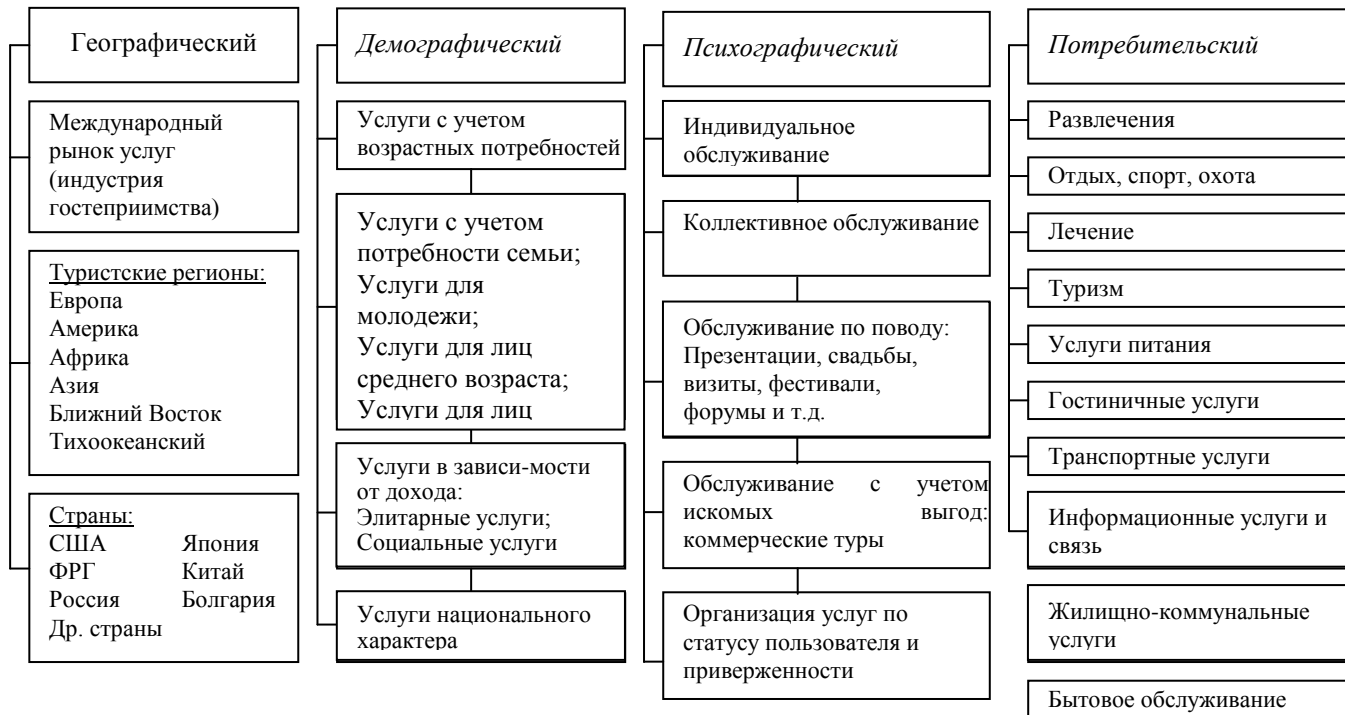 Географический
Международный
рынок услуг
(индустрия
гостеприимства)
Туристские регионы:
Европа
Америка
Африка
Азия
Ближний Восток
Тихоокеанский
Страны:
США Япония
ФРГ Китай
Россия Болгария
Др. страны
Демографический
Услуги с учетом
возрастных потребностей
Услуги с учетом
потребности семьи;
Услуги для
молодежи;
Услуги для лиц
среднего возраста;
Услуги для лиц
Услуги в зависи-мости
от дохода:
Элитарные услуги;
Социальные услуги
Услуги национального
характера
Психографический
Индивидуальное
обслуживание
Коллективное обслуживание
Обслуживание по поводу:
Презентации, свадьбы,
визиты, фестивали,
форумы и т.д.
Обслуживание с учетом
искомых выгод:
коммерческие туры
Организация услуг по
статусу пользователя и
приверженности
Потребительский
Развлечения
Отдых, спорт, охота
Лечение
Туризм
Услуги питания
Гостиничные услуги
Транспортные услуги
Информационные услуги и
связь
Жилищно-коммунальные
услуги
Бытовое обслуживание